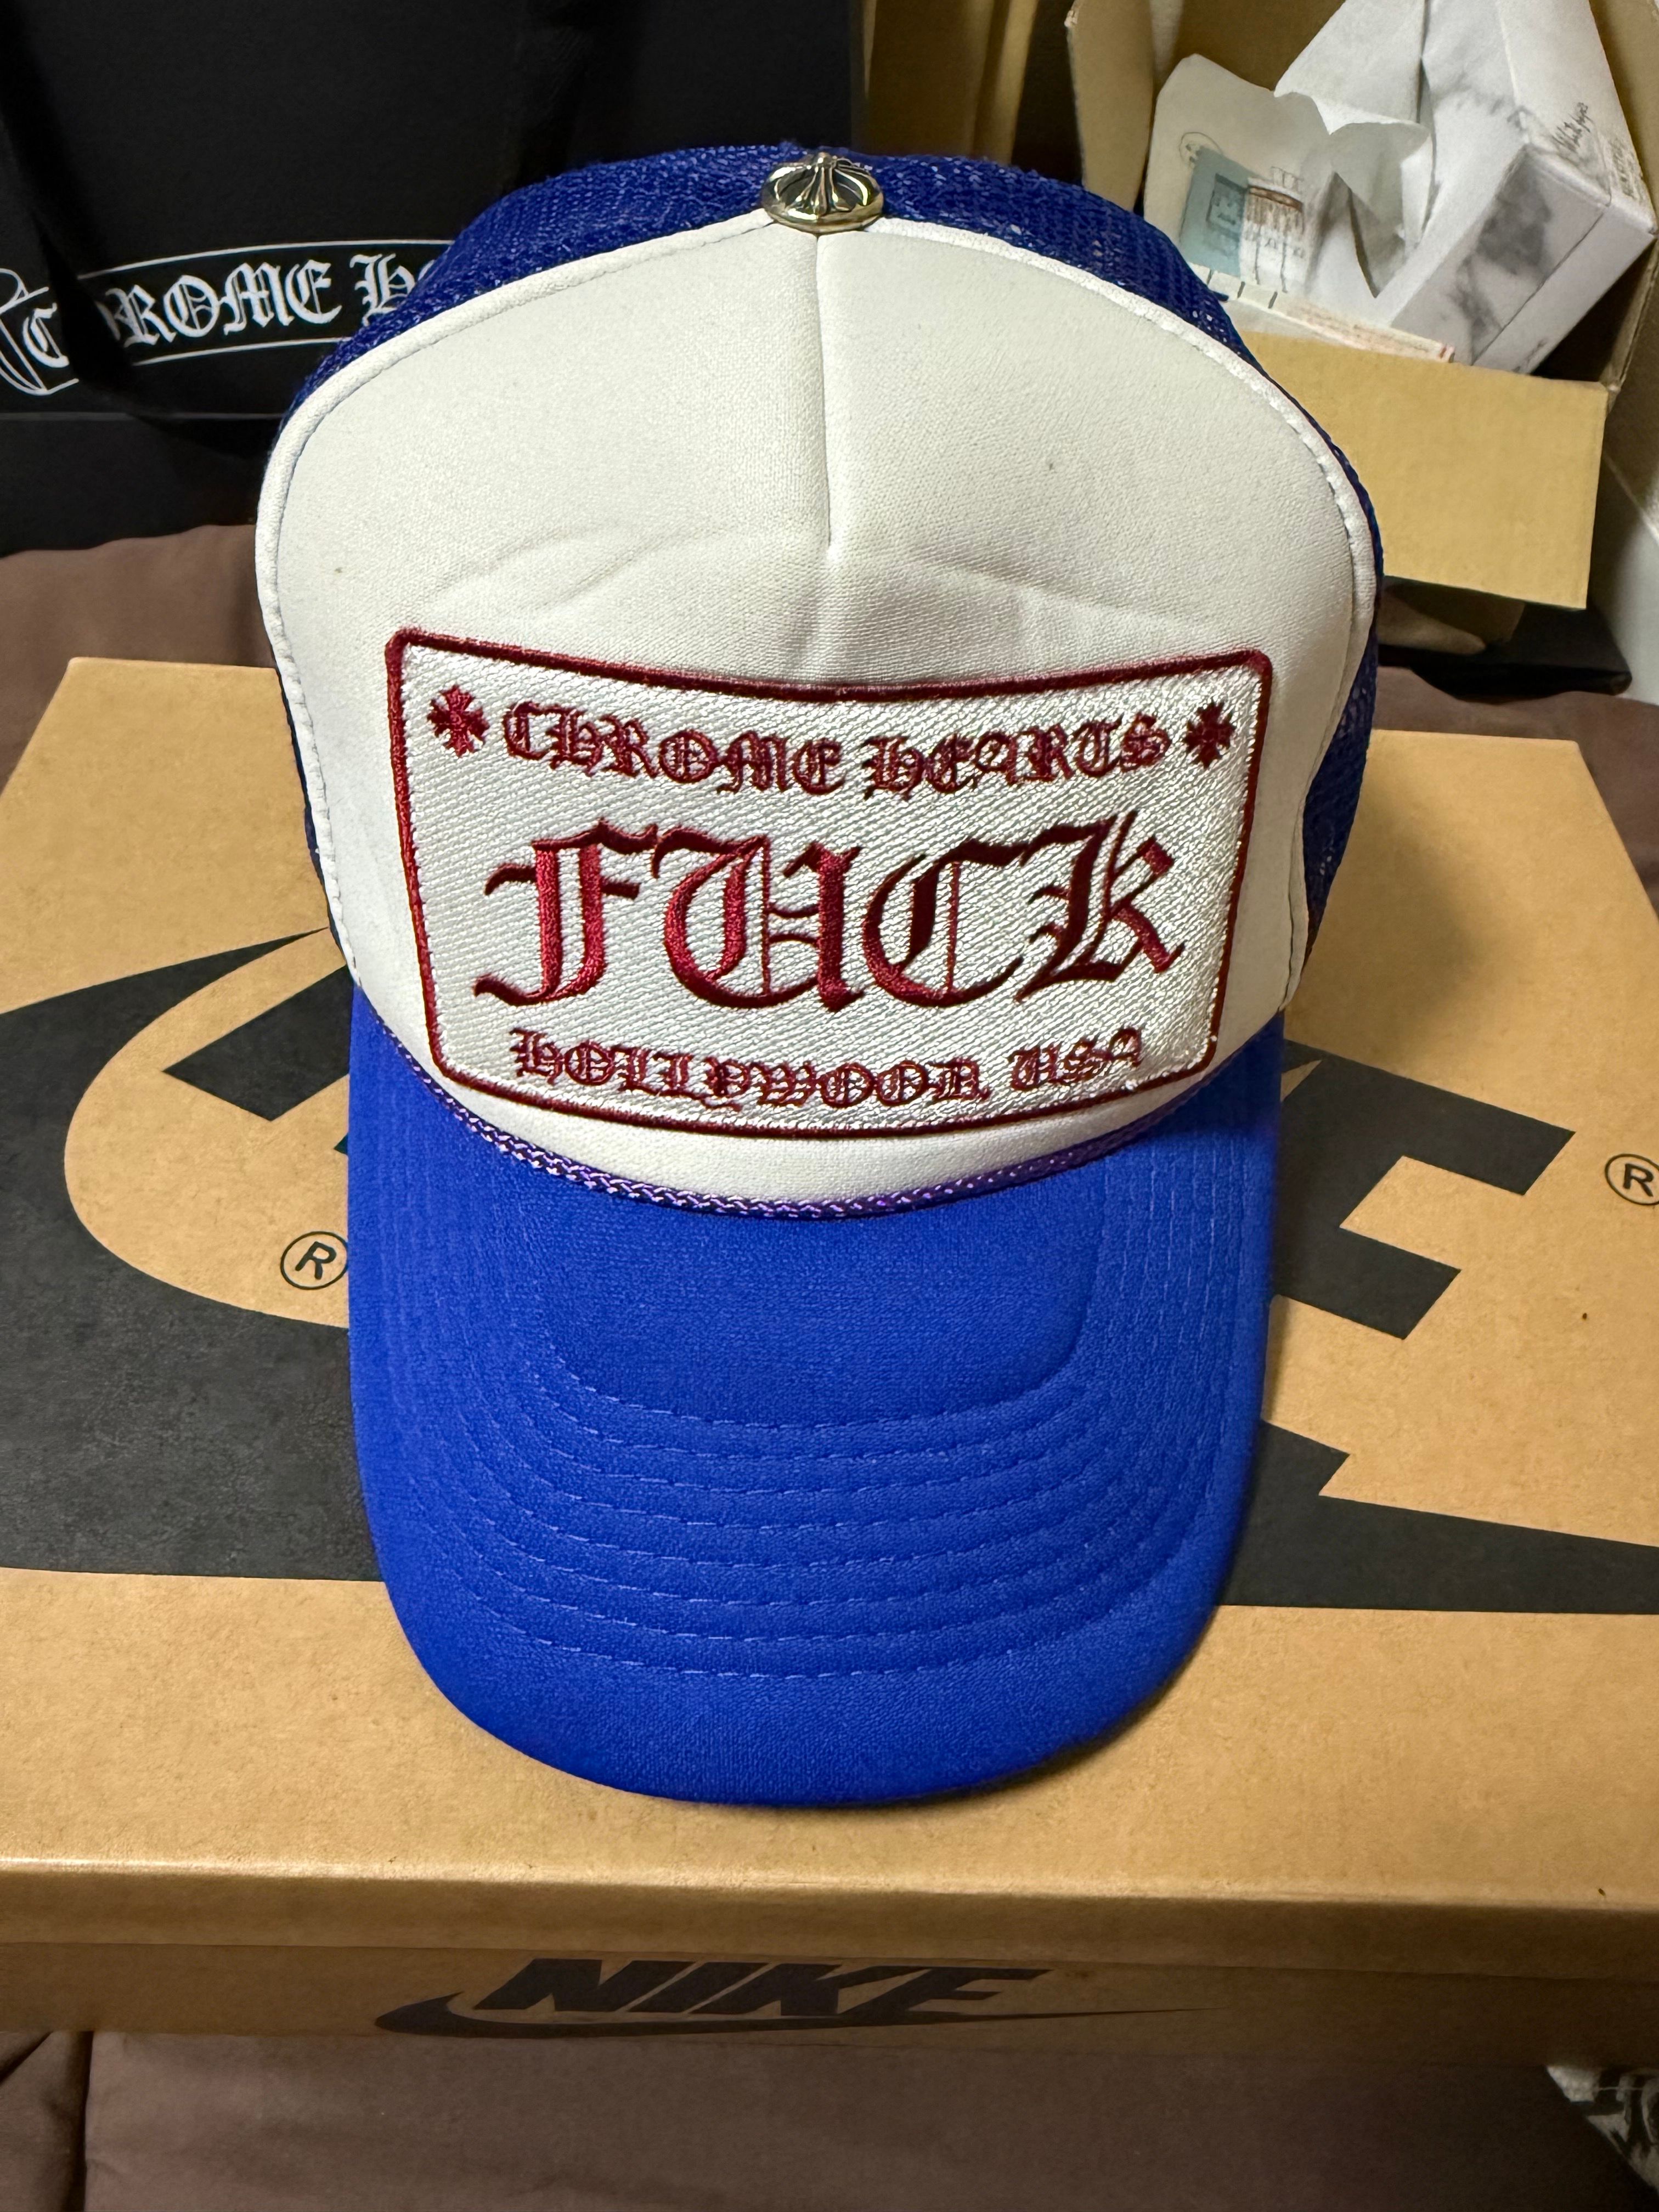 CHROME HEARTS
FUCK
HOLLYWOOD, USA
CHROME
®
®
NIKE